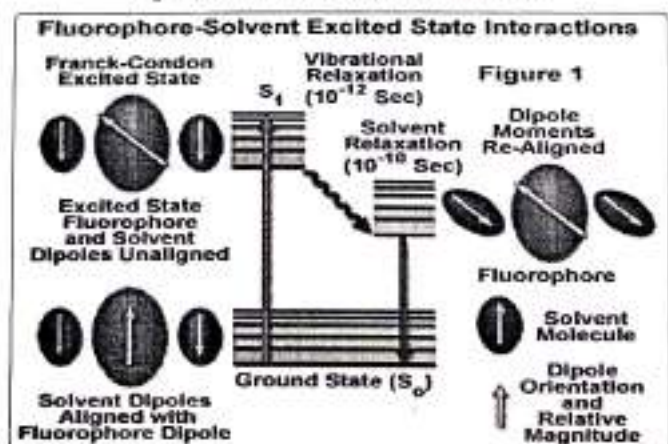 Fluorophore-Solvent Excited State Interactions
Franck-Condon
Excited State
S1
Vibrational
Relaxation
(10⁻¹² Sec)
Figure 1
Solvent
Relaxation
(10⁻¹⁰ Sec)
Dipole
Moments
Re-Aligned
Excited State
Fluorophore
and Solvent
Dipoles Unaligned
Fluorophore
Solvent
Molecule
Solvent Dipoles
Aligned with
Fluorophore Dipole
Ground State (So)
Dipole
Orientation
and
Relative
Magnitude